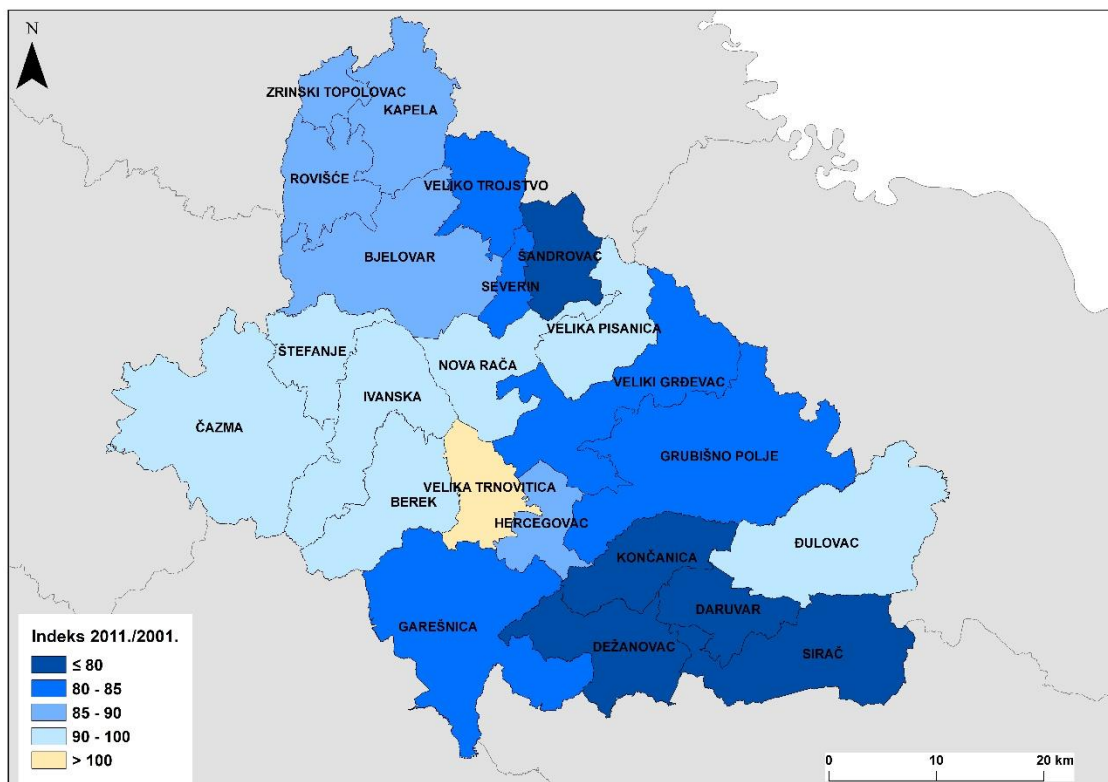 N
ZRINSKI TOPOLOVAC
KAPELA
ROVIŠĆE
VELIKO TROJSTVO
BJELOVAR
ŠANDROVAC
SEVERIN
VELIKA PISANICA
ŠTEFANJE
NOVA RAČA
VELIKI GRĐEVAC
IVANSKA
ČAZMA
GRUBIŠNO POLJE
VELIKA TRNOVITICA
BEREK
HERCEGOVAC
ĐULOVAC
KONČANICA
DARUVAR
GAREŠNICA
DEŽANOVAC
SIRAČ
Indeks 2011./2001.
≤ 80
80 - 85
85 - 90
90 - 100
> 100
0 10 20 km